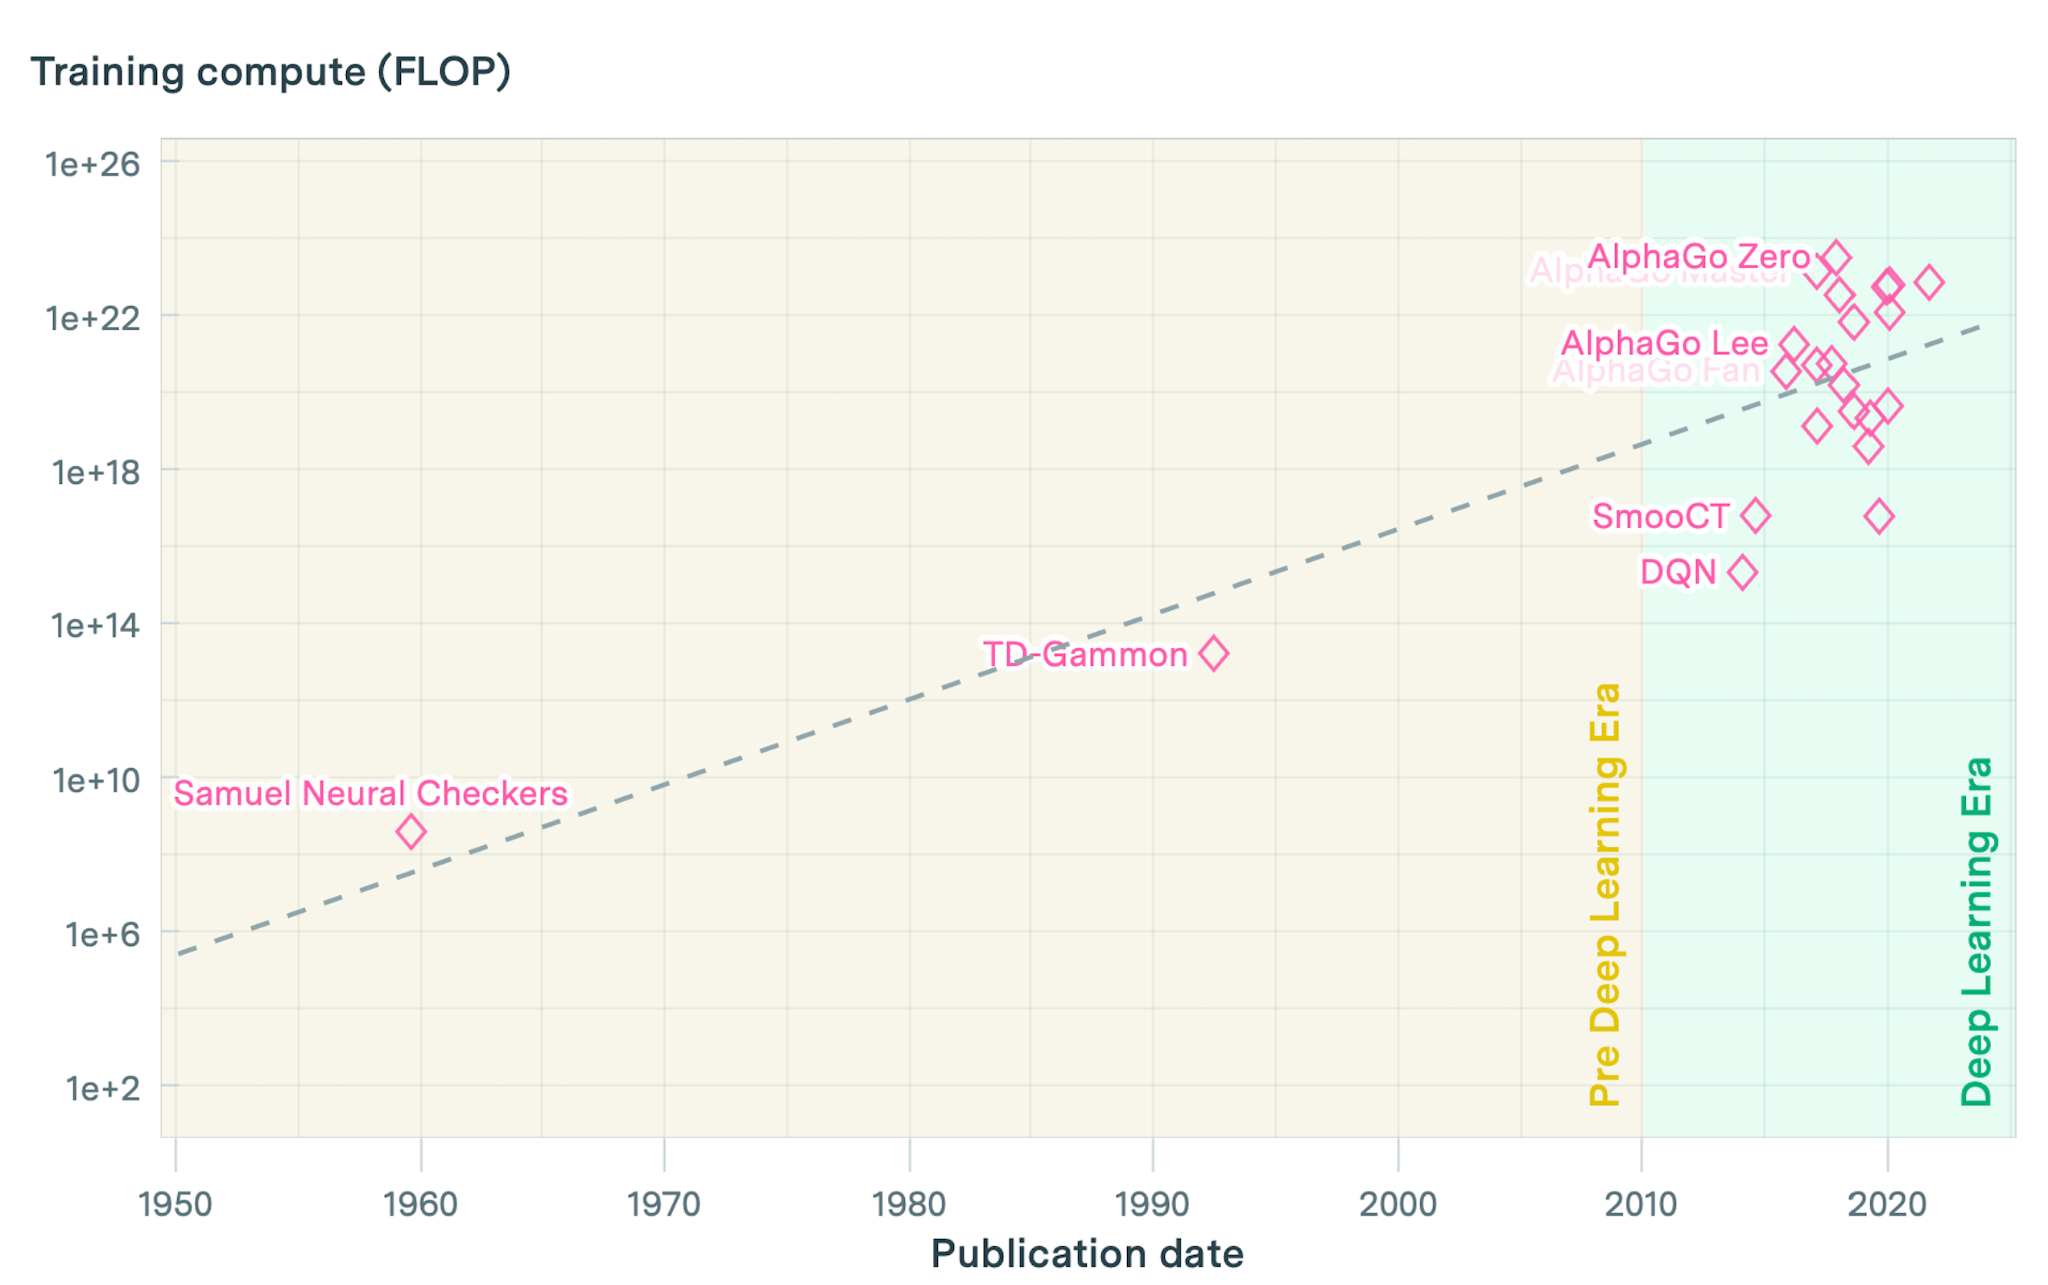 Training compute (FLOP)
1e+26
1e+22
1e+18
1e+14
1e+10
1e+6
1e+2
AlphaGo Zero
AlphaGo Master
AlphaGo Lee
AlphaGo Fan
SmooCT
DQN
TD-Gammon
Samuel Neural Checkers
Pre Deep Learning Era
Deep Learning Era
1950 1960 1970 1980 1990 2000 2010 2020
Publication date